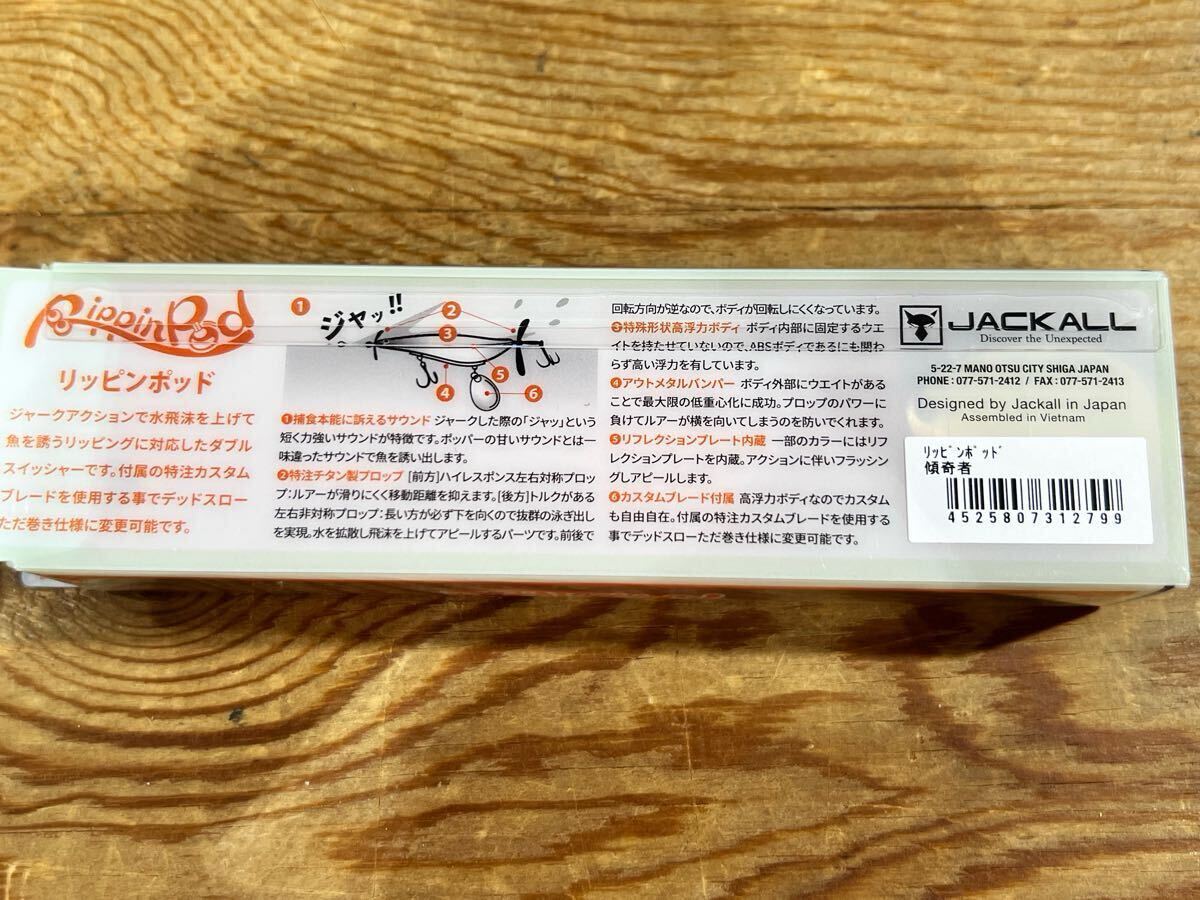 Rippin Pod
リッピンポッド
ジャークアクションで水飛沫を上げて
魚を誘うリッピングに対応したダブル
スイッシャーです。付属の特注カスタム
ブレードを使用する事でデッドスロー
ただ巻き仕様に変更可能です。
1
ジャッ!!
2
3
4
5
6
❶捕食本能に訴えるサウンド ジャークした際の「ジャッ」という
短く力強いサウンドが特徴です。ポッパーの甘いサウンドとは一
味違ったサウンドで魚を誘い出します。
❷特注チタン製プロップ [前方]ハイレスポンス左右対称プロッ
プ:ルアーが滑りにくく移動距離を抑えます。[後方]トルクがある
左右非対称プロップ:長い方が必ず下を向くので抜群の泳ぎ出し
を実現。水を拡散し飛沫を上げてアピールするパーツです。前後で
回転方向が逆なので、ボディが回転しにくくなっています。
❸特殊形状高浮力ボディ ボディ内部に固定するウエ
イトを持たせていないので、ABSボディであるにも関わ
らず高い浮力を有しています。
❹アウトメタルバンパー ボディ外部にウエイトがある
ことで最大限の低重心化に成功。プロップのパワーに
負けてルアーが横を向いてしまうのを防いでくれます。
❺リフレクションプレート内蔵 一部のカラーにはリフ
レクションプレートを内蔵。アクションに伴いフラッシン
グしアピールします。
❻カスタムブレード付属 高浮力ボディなのでカスタム
も自由自在。付属の特注カスタムブレードを使用する
事でデッドスローただ巻き仕様に変更可能です。
JACKALL
Discover the Unexpected
5-22-7 MANO OTSU CITY SHIGA JAPAN
PHONE : 077-571-2412 / FAX : 077-571-2413
Designed by Jackall in Japan
Assembled in Vietnam
ﾘｯﾋﾟﾝﾎﾟｯﾄﾞ
傾奇者
4525807312799